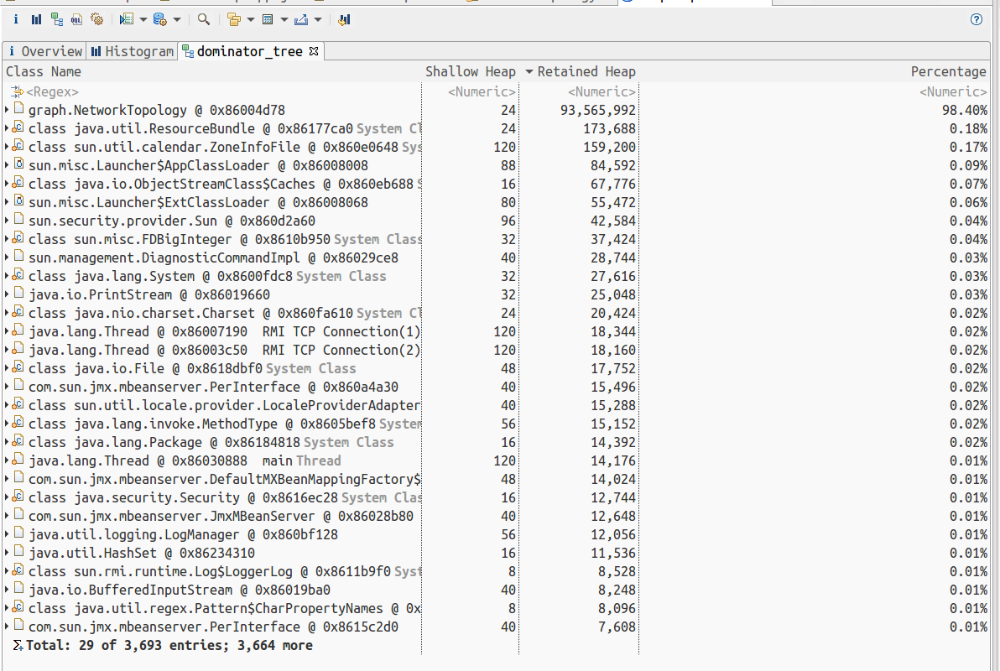 i OQL ?
i Overview Histogram dominator_tree
Class Name Shallow Heap Retained Heap Percentage
<Regex> <Numeric> <Numeric> <Numeric>
graph.NetworkTopology @ 0x86004d78 24 93,565,992 98.40%
class java.util.ResourceBundle @ 0x86177ca0 System Cl 24 173,688 0.18%
class sun.util.calendar.ZoneInfoFile @ 0x860e0648 Sys 120 159,200 0.17%
sun.misc.Launcher$AppClassLoader @ 0x86008008 88 84,592 0.09%
class java.io.ObjectStreamClass$Caches @ 0x860eb688 S 16 67,776 0.07%
sun.misc.Launcher$ExtClassLoader @ 0x86008068 80 55,472 0.06%
sun.security.provider.Sun @ 0x860d2a60 96 42,584 0.04%
class sun.misc.FDBigInteger @ 0x8610b950 System Class 32 37,424 0.04%
sun.management.DiagnosticCommandImpl @ 0x86029ce8 40 28,744 0.03%
class java.lang.System @ 0x8600fdc8 System Class 32 27,616 0.03%
java.io.PrintStream @ 0x86019660 32 25,048 0.03%
class java.nio.charset.Charset @ 0x860fa610 System Cl 24 20,424 0.02%
java.lang.Thread @ 0x86007190 RMI TCP Connection(1) 120 18,344 0.02%
java.lang.Thread @ 0x86003c50 RMI TCP Connection(2) 120 18,160 0.02%
class java.io.File @ 0x8618dbf0 System Class 48 17,752 0.02%
com.sun.jmx.mbeanserver.PerInterface @ 0x860a4a30 40 15,496 0.02%
class sun.util.locale.provider.LocaleProviderAdapter 40 15,288 0.02%
class java.lang.invoke.MethodType @ 0x8605bef8 System 56 15,152 0.02%
class java.lang.Package @ 0x86184818 System Class 16 14,392 0.02%
java.lang.Thread @ 0x86030888 main Thread 120 14,176 0.01%
com.sun.jmx.mbeanserver.DefaultMXBeanMappingFactory$ 48 14,024 0.01%
class java.security.Security @ 0x8616ec28 System Clas 16 12,744 0.01%
com.sun.jmx.mbeanserver.JmxMBeanServer @ 0x86028b80 40 12,648 0.01%
java.util.logging.LogManager @ 0x860bf128 56 12,056 0.01%
java.util.HashSet @ 0x86234310 16 11,536 0.01%
class sun.rmi.runtime.Log$LoggerLog @ 0x8611b9f0 Syst 8 8,528 0.01%
java.io.BufferedInputStream @ 0x86019ba0 40 8,248 0.01%
class java.util.regex.Pattern$CharPropertyNames @ 0x 8 8,096 0.01%
com.sun.jmx.mbeanserver.PerInterface @ 0x8615c2d0 40 7,608 0.01%
Total: 29 of 3,693 entries; 3,664 more